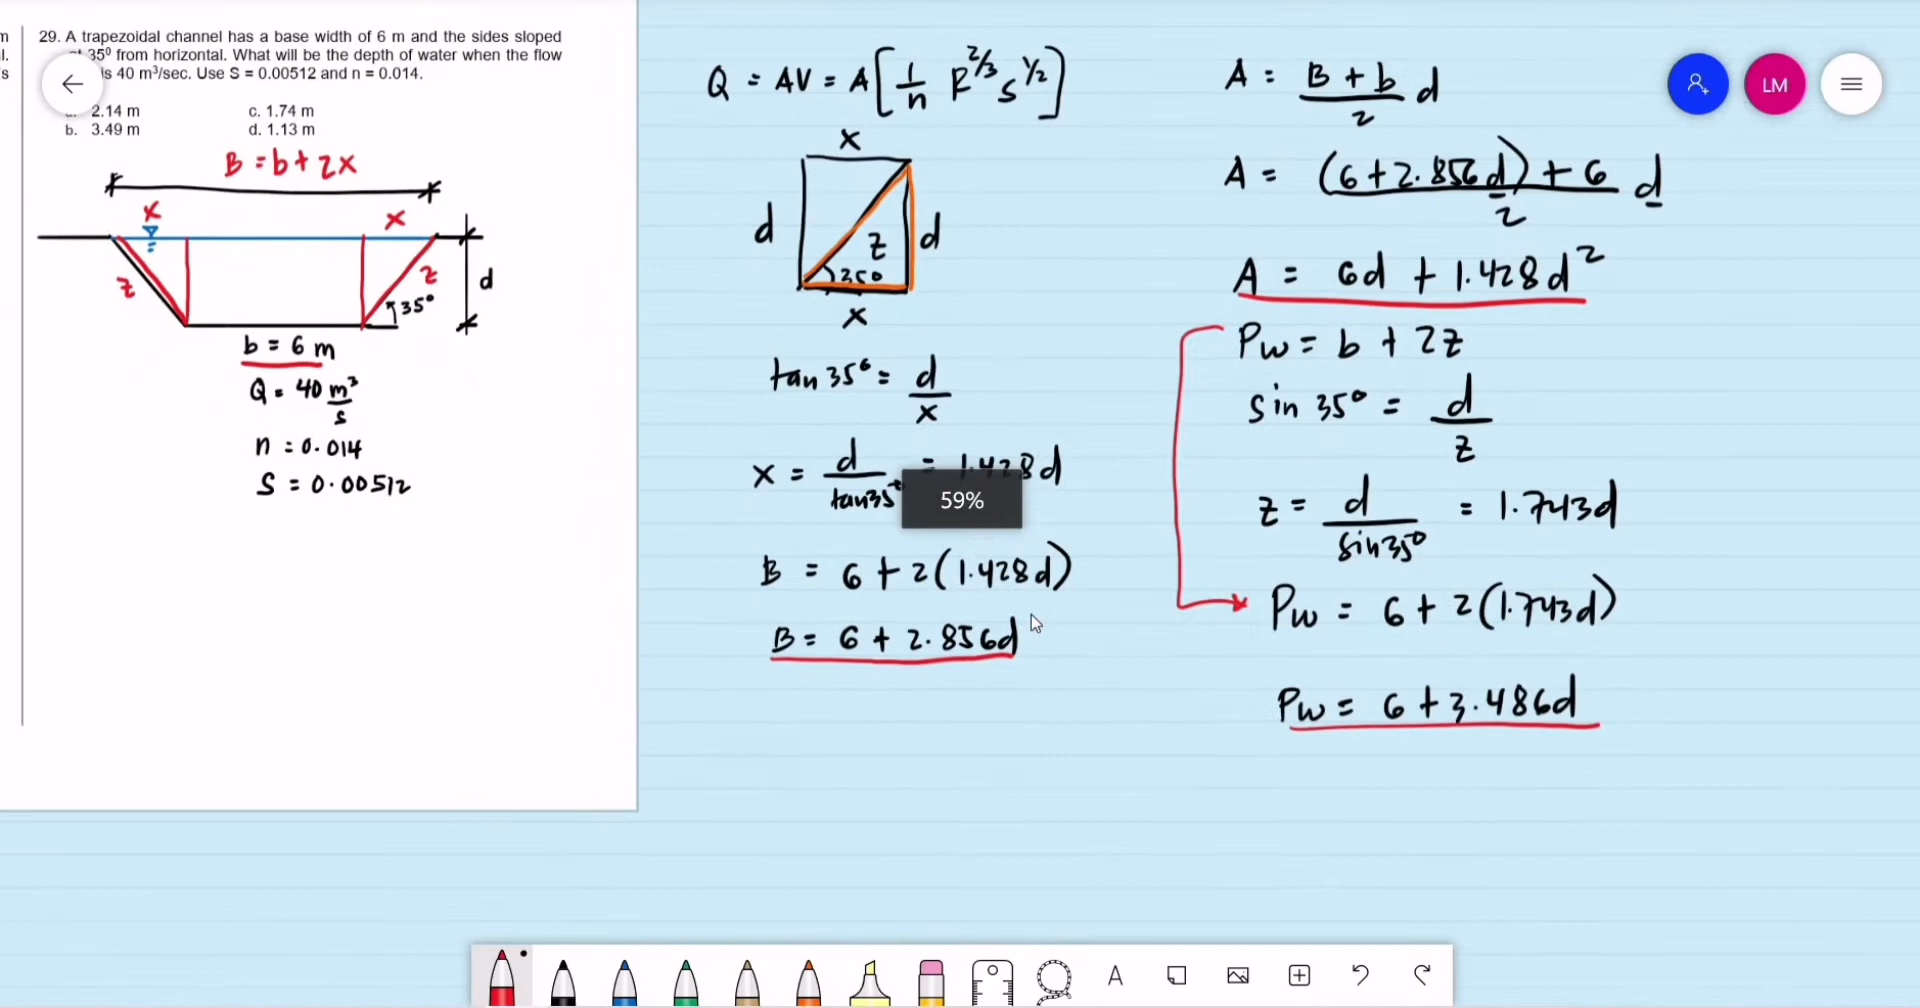 m
l.
's
29. A trapezoidal channel has a base width of 6 m and the sides sloped
35⁰ from horizontal. What will be the depth of water when the flow
is 40 m³/sec. Use S = 0.00512 and n = 0.014.
2.14 m c. 1.74 m
b. 3.49 m d. 1.13 m
B = b + 2x
x x
z z
35° d
b = 6 m
Q = 40 m³/s
n = 0.014
S = 0.00512
Q = AV = A[1/n R^2/3 S^1/2]
x
d z d
35°
x
tan 35° = d/x
x = d/tan35° = 1.428d
59%
B = 6 + 2(1.428d)
B = 6 + 2.856d
A = B + b/2 d
A = (6 + 2.856d) + 6/2 d
A = 6d + 1.428d²
Pw = b + 2z
sin 35° = d/z
z = d/sin35° = 1.743d
Pw = 6 + 2(1.743d)
Pw = 6 + 3.486d
LM
A